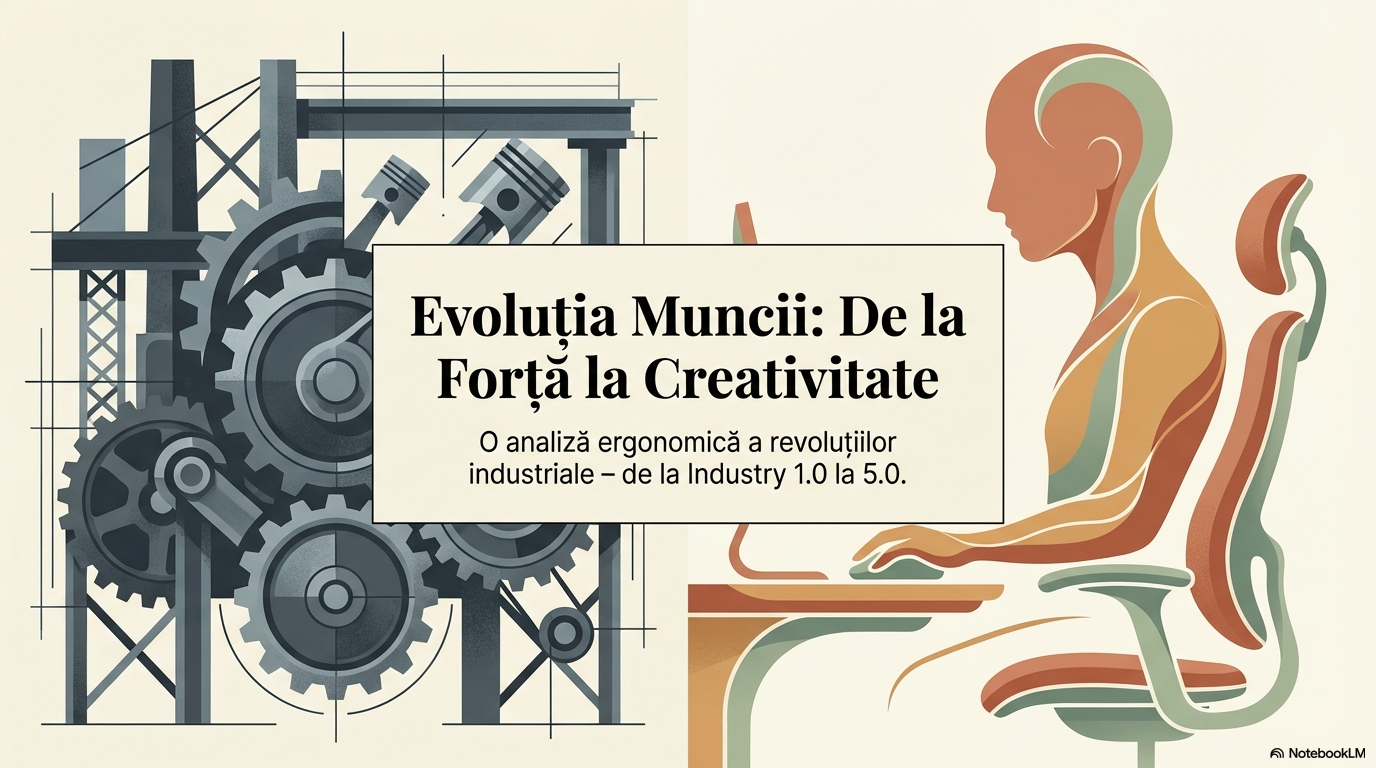 Evoluția Muncii: De la
Forță la Creativitate
O analiză ergonomică a revoluțiilor
industriale – de la Industry 1.0 la 5.0.
NotebookLM